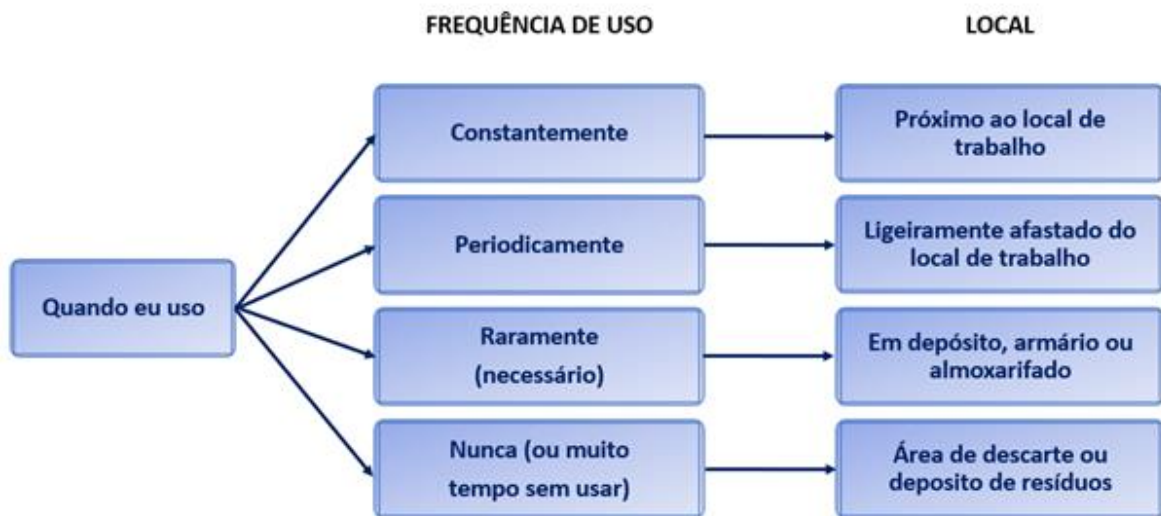 FREQUÊNCIA DE USO
LOCAL
Quando eu uso
Constantemente
Próximo ao local de
trabalho
Periodicamente
Ligeiramente afastado do
local de trabalho
Raramente
(necessário)
Em depósito, armário ou
almoxarifado
Nunca (ou muito
tempo sem usar)
Área de descarte ou
deposito de resíduos